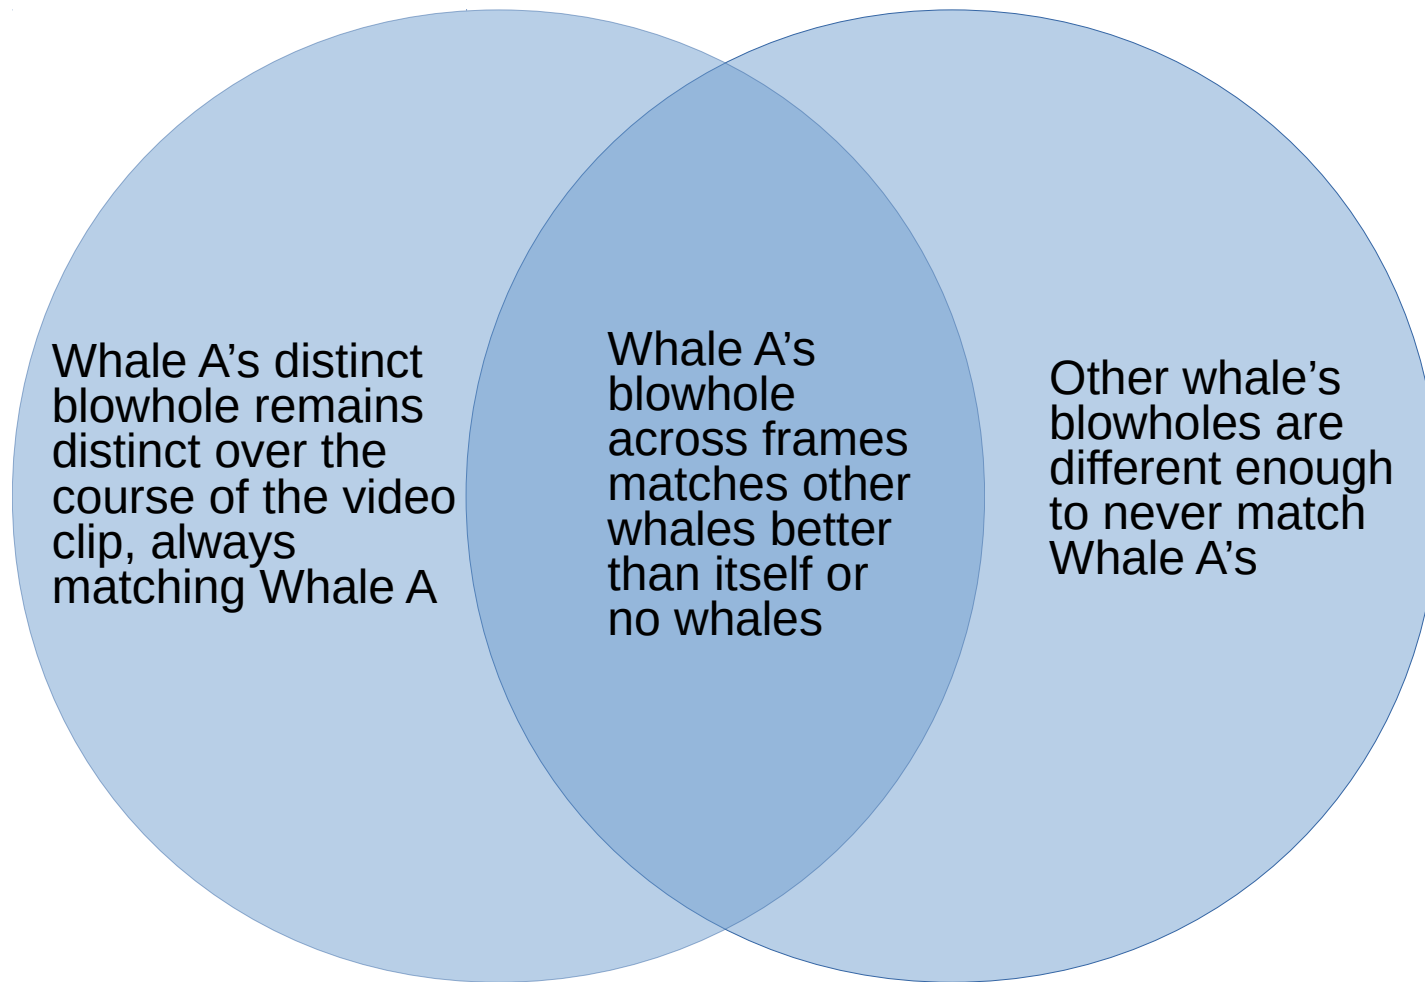 Whale A’s distinct
blowhole remains
distinct over the
course of the video
clip, always
matching Whale A
Whale A’s
blowhole
across frames
matches other
whales better
than itself or
no whales
Other whale’s
blowholes are
different enough
to never match
Whale A’s